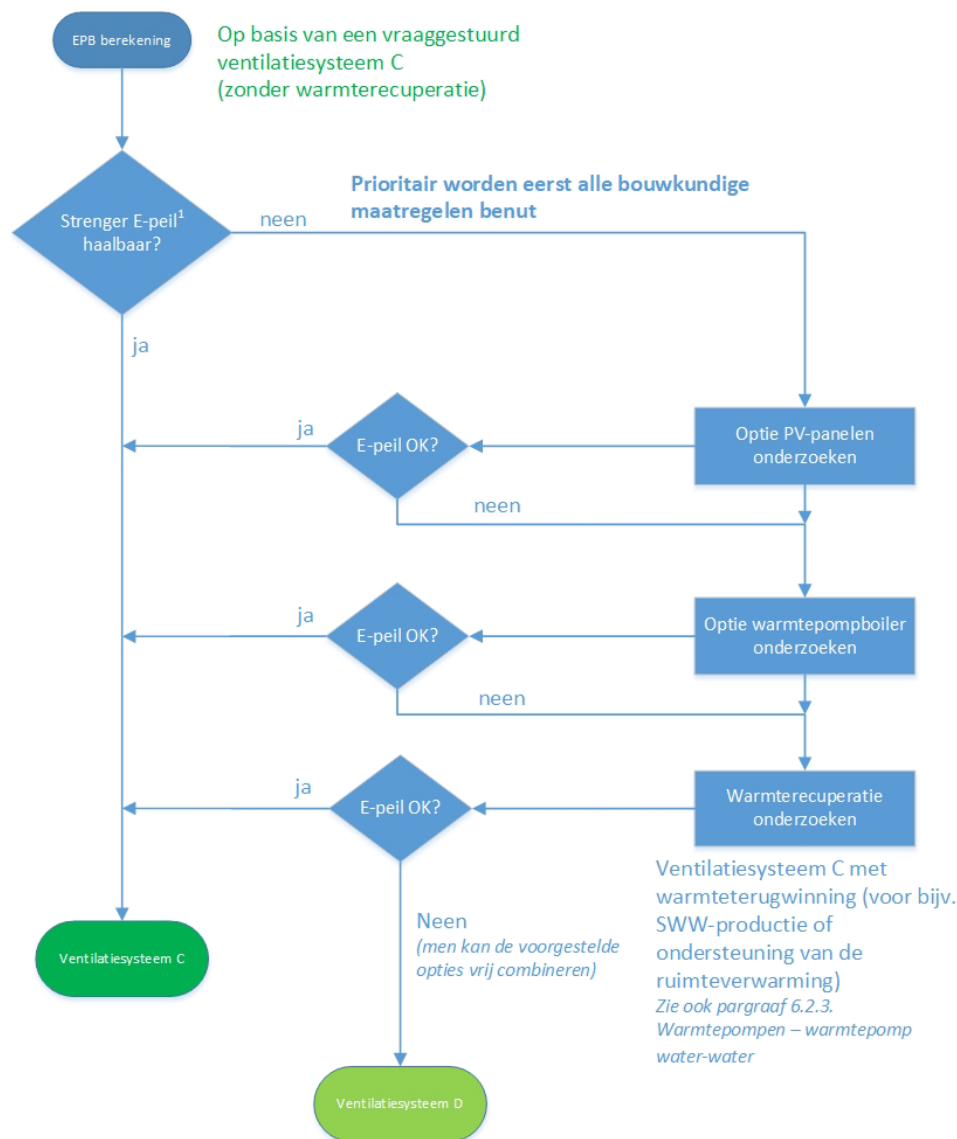 EPB berekening
Op basis van een vraaggestuurd
ventilatiesysteem C
(zonder warmterecuperatie)
Strenger E-peil¹
haalbaar?
neen
Prioritair worden eerst alle bouwkundige
maatregelen benut
ja
ja
E-peil OK?
Optie PV-panelen
onderzoeken
neen
ja
E-peil OK?
Optie warmtepompboiler
onderzoeken
neen
ja
E-peil OK?
Warmterecuperatie
onderzoeken
Ventilatiesysteem C met
warmteterugwinning (voor bijv.
SWW-productie of
ondersteuning van de
ruimteverwarming)
Zie ook pargraaf 6.2.3.
Warmtepompen – warmtepomp
water-water
Neen
(men kan de voorgestelde
opties vrij combineren)
Ventilatiesysteem C
Ventilatiesysteem D